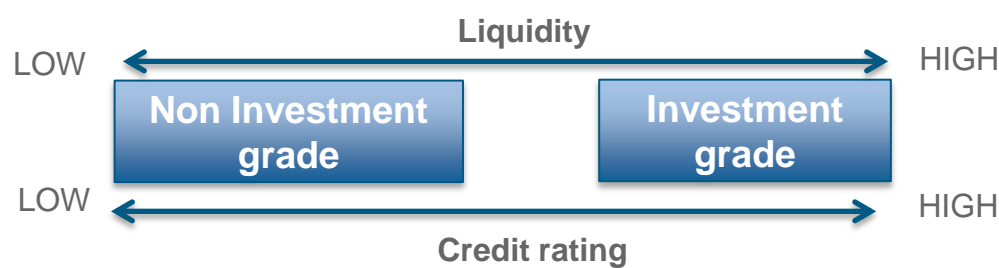 Liquidity
LOW
HIGH
Non Investment
grade
Investment
grade
LOW
HIGH
Credit rating